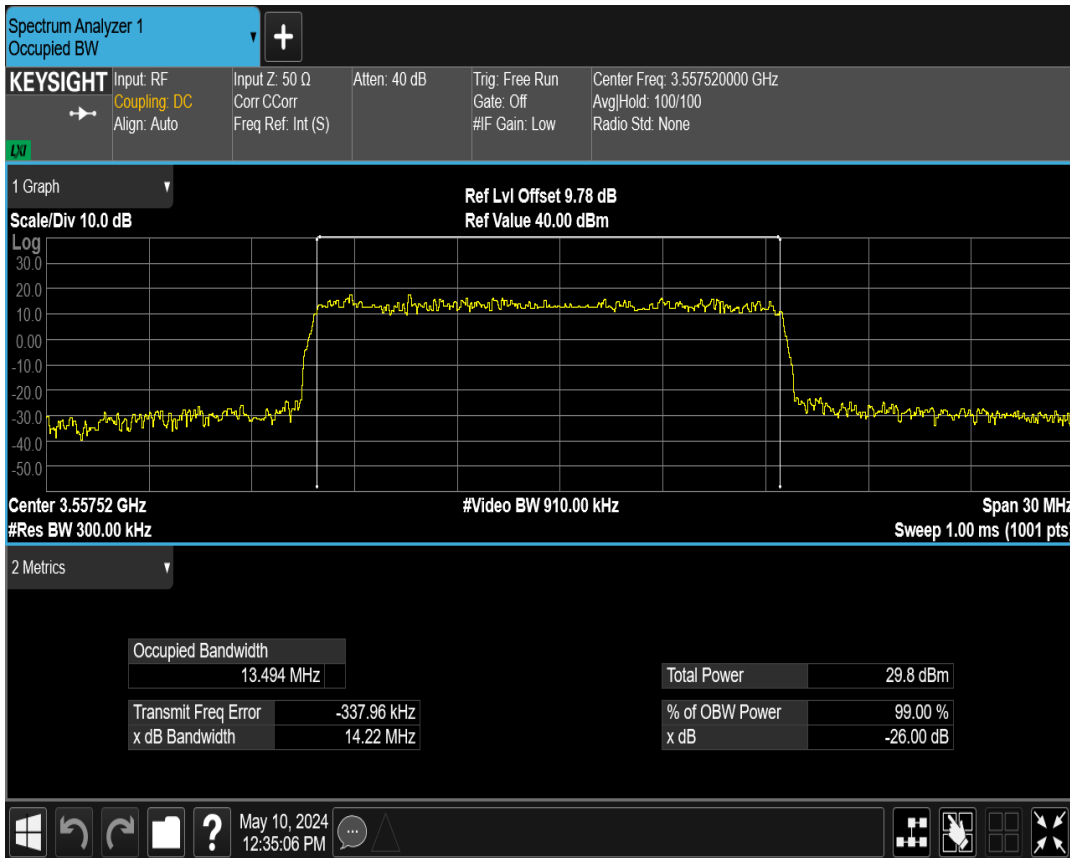 Spectrum Analyzer 1
Occupied BW
+
KEYSIGHT
LXI
Input: RF
Coupling: DC
Align: Auto
Input Z: 50 Ω
Corr CCorr
Freq Ref: Int (S)
Atten: 40 dB
Trig: Free Run
Gate: Off
#IF Gain: Low
Center Freq: 3.557520000 GHz
Avg|Hold: 100/100
Radio Std: None
1 Graph
Scale/Div 10.0 dB
Ref Lvl Offset 9.78 dB
Ref Value 40.00 dBm
Log
30.0
20.0
10.0
0.00
-10.0
-20.0
-30.0
-40.0
-50.0
Center 3.55752 GHz
#Res BW 300.00 kHz
#Video BW 910.00 kHz
Span 30 MHz
Sweep 1.00 ms (1001 pts)
2 Metrics
Occupied Bandwidth
13.494 MHz
Transmit Freq Error -337.96 kHz
x dB Bandwidth 14.22 MHz
Total Power 29.8 dBm
% of OBW Power 99.00 %
x dB -26.00 dB
?
May 10, 2024
12:35:06 PM